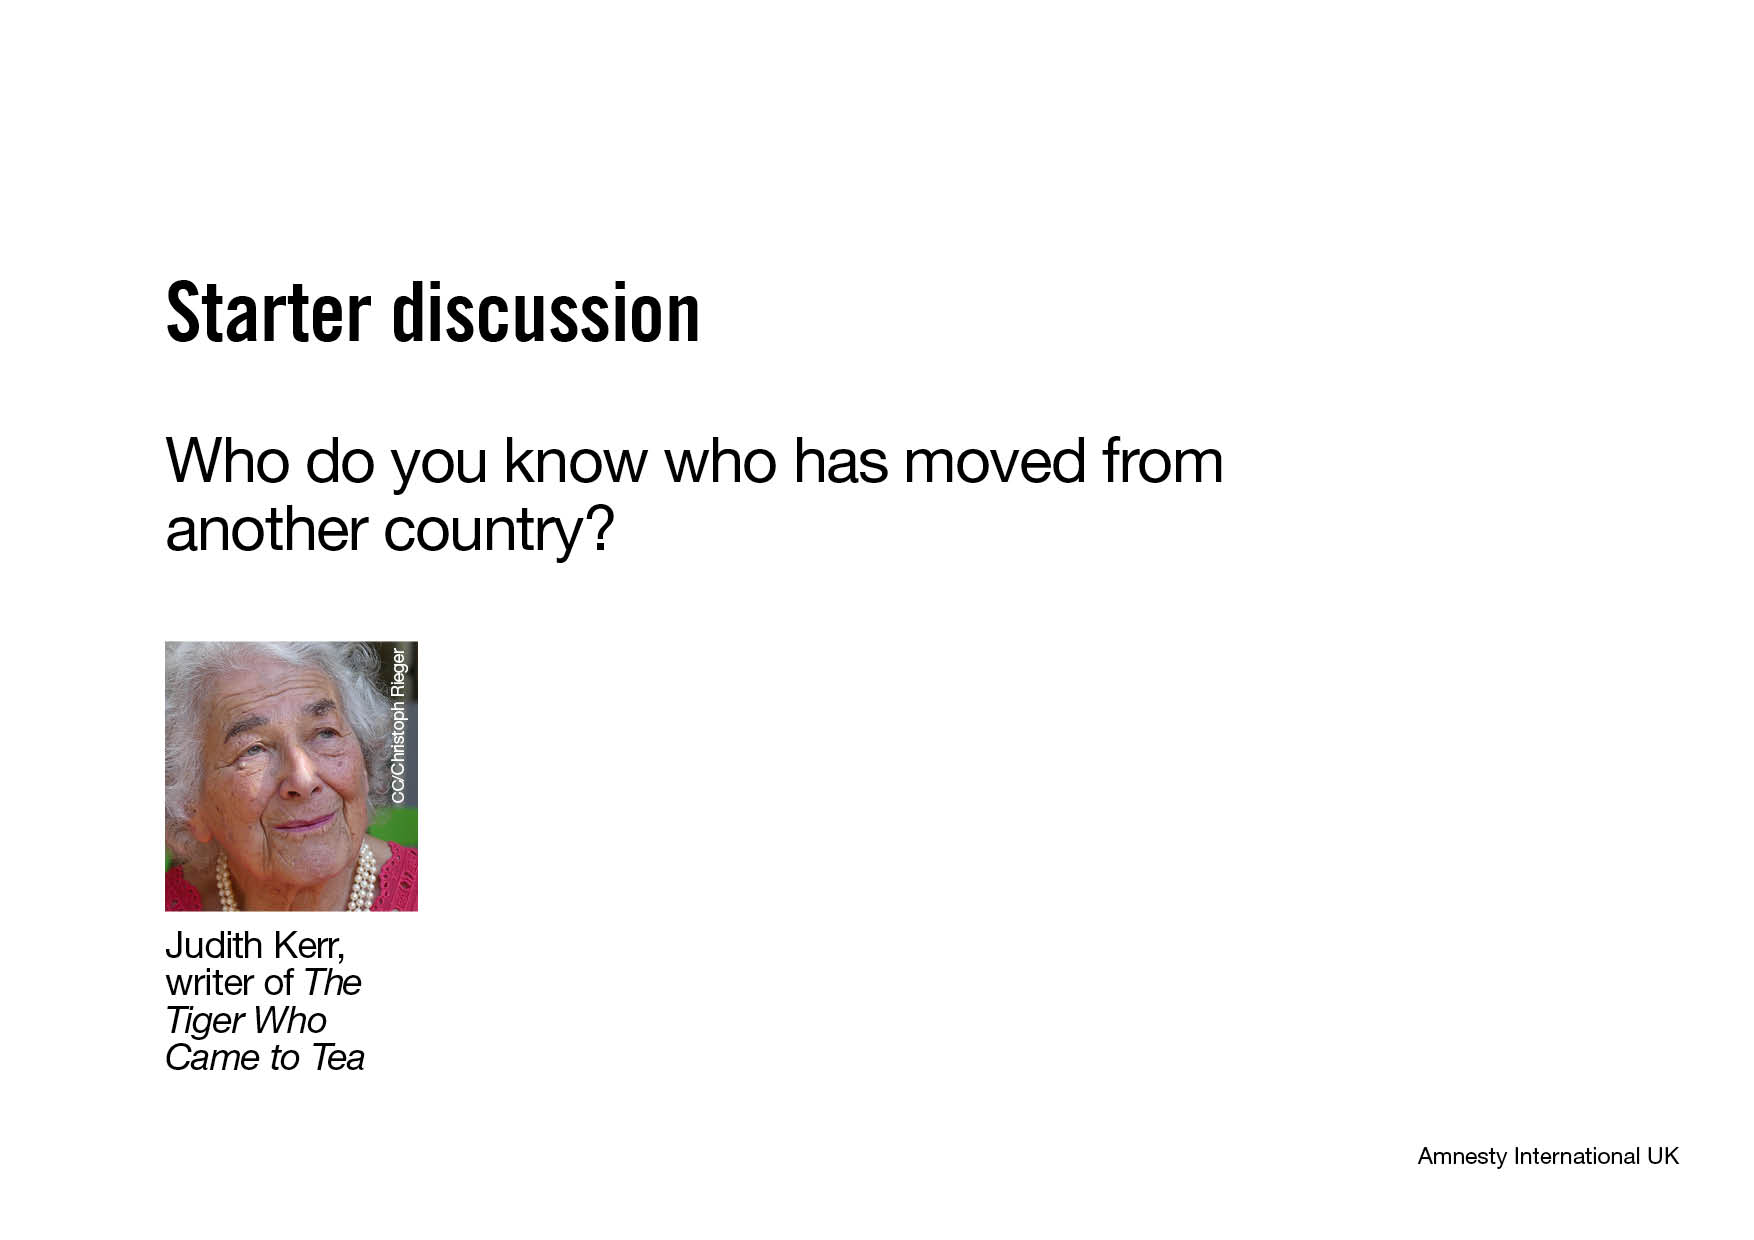 Starter discussion
Who do you know who has moved from
another country?
CC/Christoph Rieger
Judith Kerr,
writer of The
Tiger Who
Came to Tea
Amnesty International UK